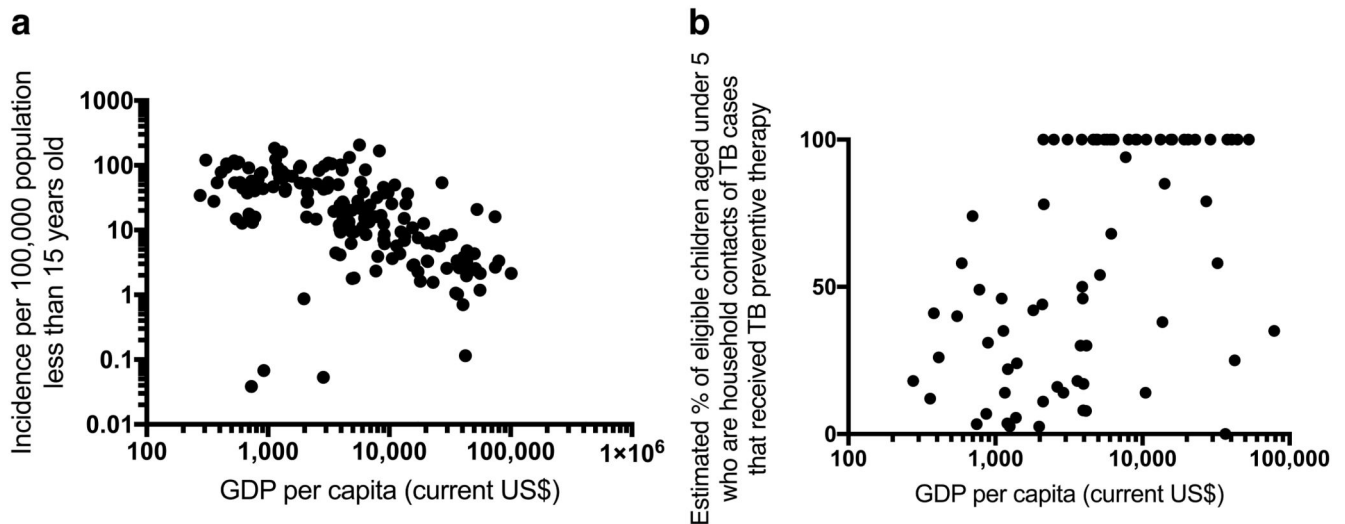 a
Incidence per 100,000 population
less than 15 years old
1000
100
10
1
0.1
0.01
100
1,000
10,000
100,000
1×10⁶
GDP per capita (current US$)
b
Estimated % of eligible children aged under 5
who are household contacts of TB cases
that received TB preventive therapy
100
50
0
100
1,000
10,000
100,000
GDP per capita (current US$)